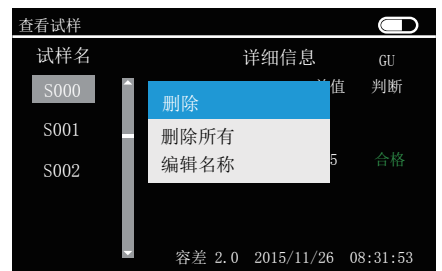 查看试样
试样名 详细信息 GU
S000 值 判断
删除
S001 删除所有
编辑名称 5 合格
S002
容差 2.0 2015/11/26 08:31:53